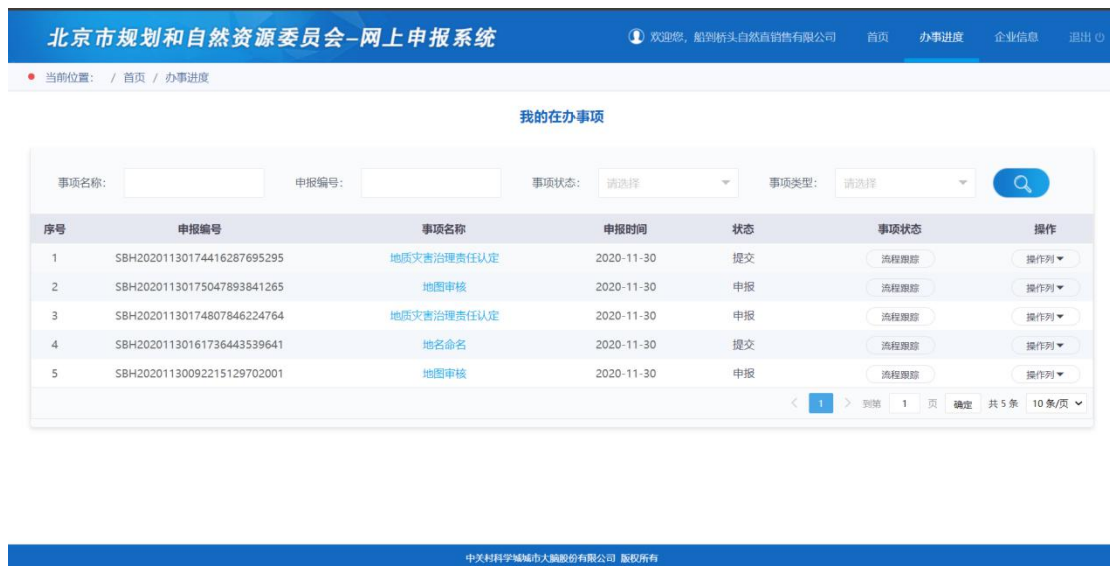 北京市规划和自然资源委员会-网上申报系统 欢迎您，船到桥头自然直销售有限公司 首页 办事进度 企业信息 退出
当前位置： / 首页 / 办事进度
我的在办事项
事项名称： 申报编号： 事项状态： 请选择 事项类型： 请选择
序号 申报编号 事项名称 申报时间 状态 事项状态 操作
1 SBH20201130174416287695295 地质灾害治理责任认定 2020-11-30 提交 流程跟踪 操作列
2 SBH20201130175047893841265 地图审核 2020-11-30 申报 流程跟踪 操作列
3 SBH20201130174807846224764 地质灾害治理责任认定 2020-11-30 申报 流程跟踪 操作列
4 SBH20201130161736443539641 地名命名 2020-11-30 提交 流程跟踪 操作列
5 SBH20201130092215129702001 地图审核 2020-11-30 申报 流程跟踪 操作列
1 到第 1 页 确定 共 5 条 10 条/页
中关村科学城城市大脑股份有限公司 版权所有